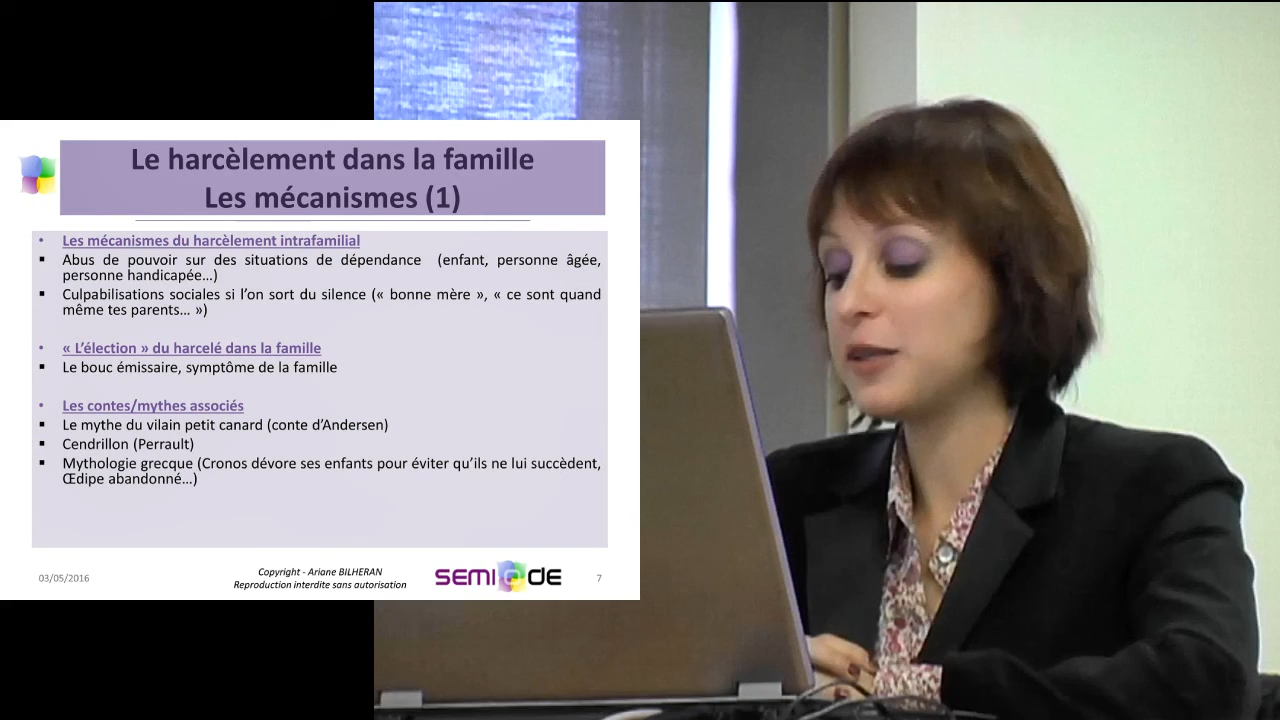 Le harcèlement dans la famille
Les mécanismes (1)
• Les mécanismes du harcèlement intrafamilial
▪ Abus de pouvoir sur des situations de dépendance (enfant, personne âgée,
personne handicapée…)
▪ Culpabilisations sociales si l’on sort du silence (« bonne mère », « ce sont quand
même tes parents… »)
• « L’élection » du harcelé dans la famille
▪ Le bouc émissaire, symptôme de la famille
• Les contes/mythes associés
▪ Le mythe du vilain petit canard (conte d’Andersen)
▪ Cendrillon (Perrault)
▪ Mythologie grecque (Cronos dévore ses enfants pour éviter qu’ils ne lui succèdent,
Œdipe abandonné…)
03/05/2016
Copyright - Ariane BILHERAN
Reproduction interdite sans autorisation
SEMIODE
7